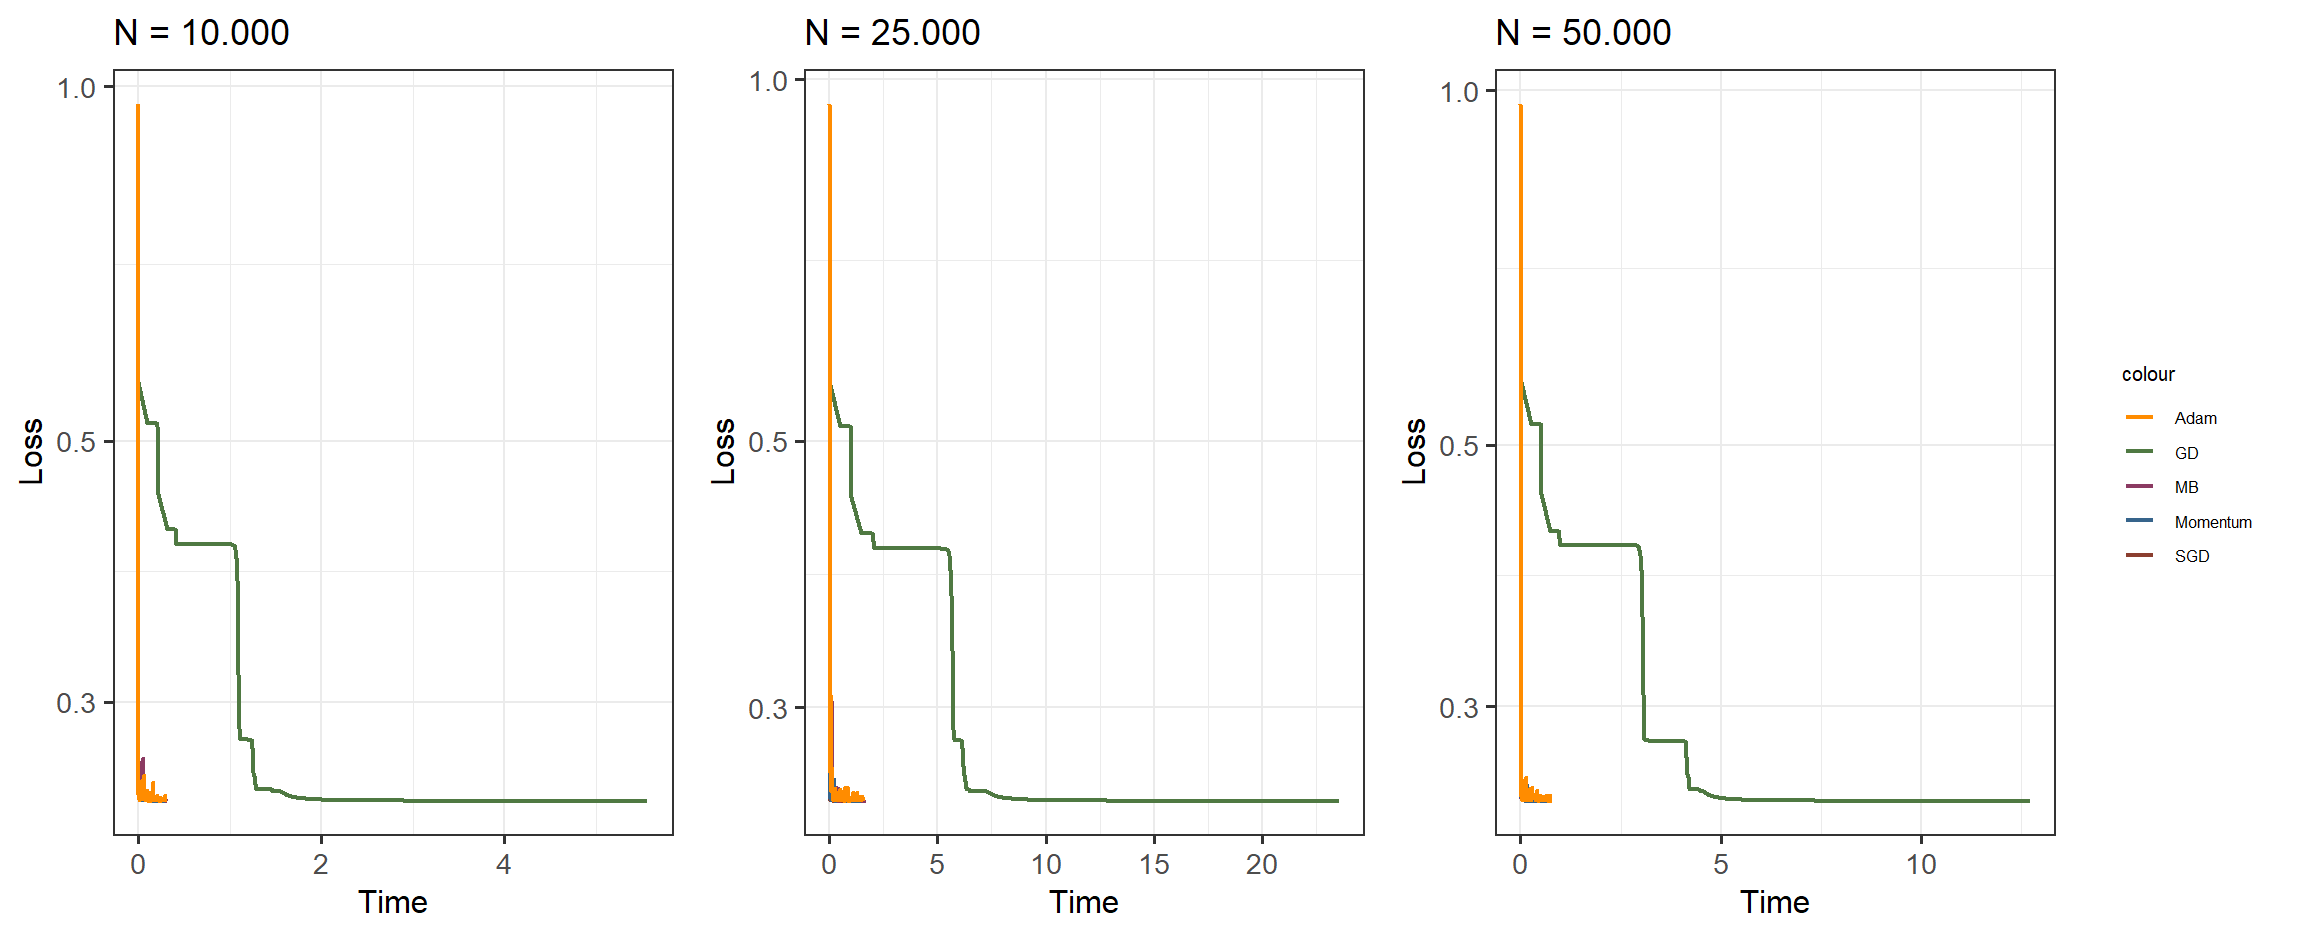 N = 10.000
N = 25.000
N = 50.000
1.0
0.5
0.3
Loss
0 2 4
Time
1.0
0.5
0.3
Loss
0 5 10 15 20
Time
1.0
0.5
0.3
Loss
0 5 10
Time
colour
Adam
GD
MB
Momentum
SGD